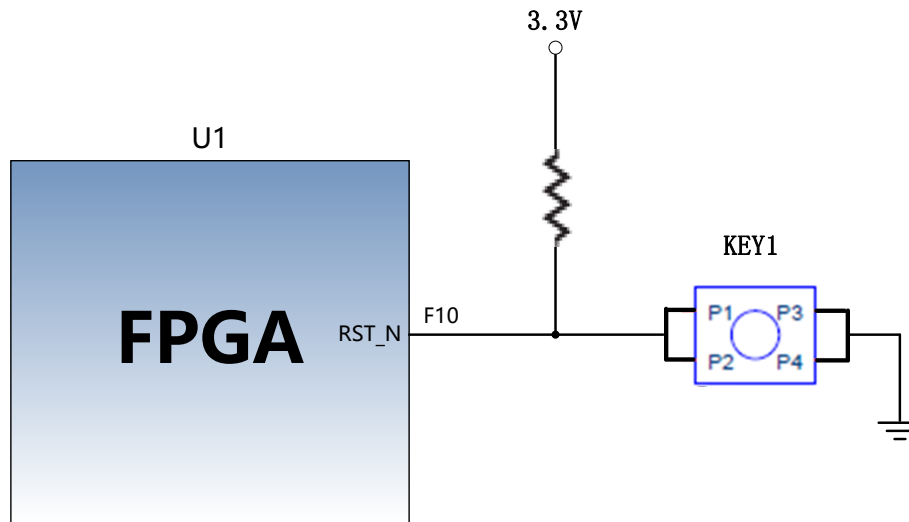 3.3V
U1
KEY1
F10
P1 P3
FPGA
RST_N
P2 P4